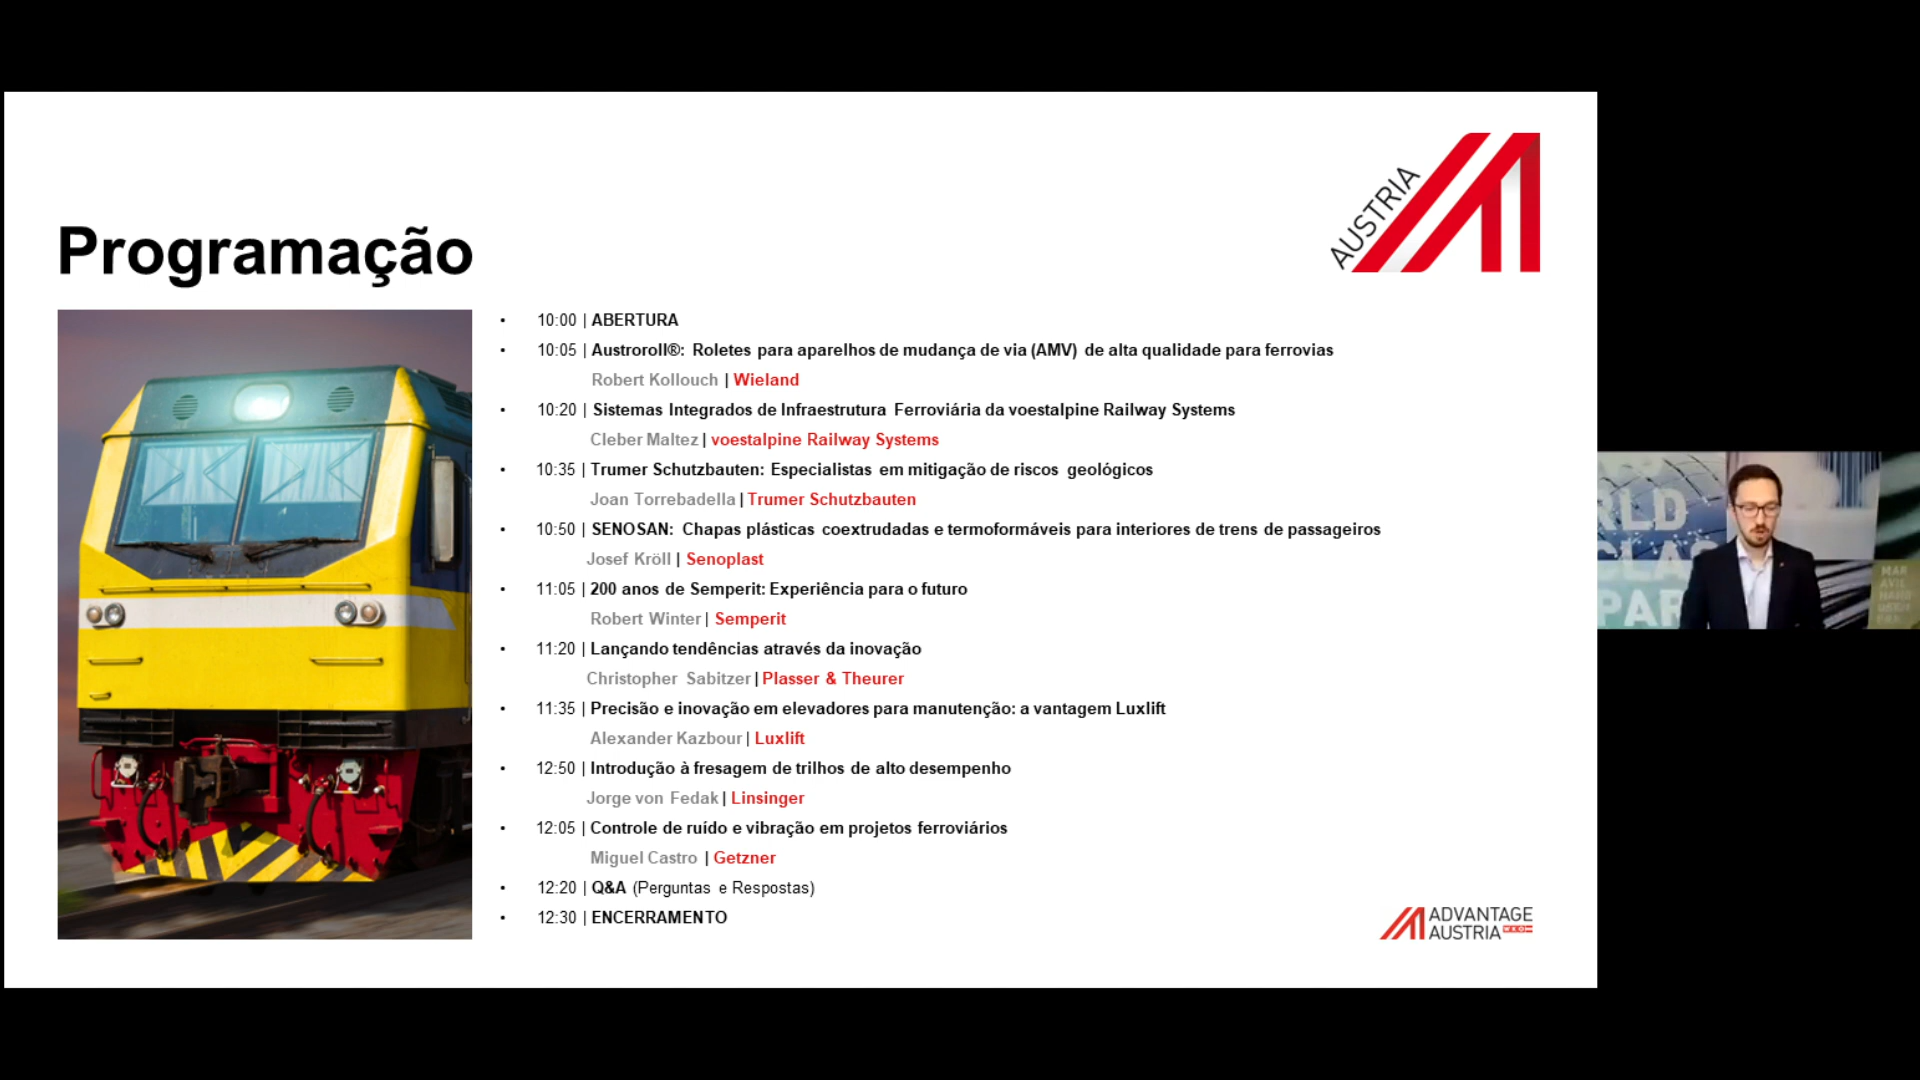 AUSTRIA
Programação
• 10:00 | ABERTURA
• 10:05 | Austroroll®: Roletes para aparelhos de mudança de via (AMV) de alta qualidade para ferrovias
Robert Kollouch | Wieland
• 10:20 | Sistemas Integrados de Infraestrutura Ferroviária da voestalpine Railway Systems
Cleber Maltez | voestalpine Railway Systems
• 10:35 | Trumer Schutzbauten: Especialistas em mitigação de riscos geológicos
Joan Torrebadella | Trumer Schutzbauten
• 10:50 | SENOSAN: Chapas plásticas coextrudadas e termoformáveis para interiores de trens de passageiros
Josef Kröll | Senoplast
• 11:05 | 200 anos de Semperit: Experiência para o futuro
Robert Winter | Semperit
• 11:20 | Lançando tendências através da inovação
Christopher Sabitzer | Plasser & Theurer
• 11:35 | Precisão e inovação em elevadores para manutenção: a vantagem Luxlift
Alexander Kazbour | Luxlift
• 12:50 | Introdução à fresagem de trilhos de alto desempenho
Jorge von Fedak | Linsinger
• 12:05 | Controle de ruído e vibração em projetos ferroviários
Miguel Castro | Getzner
• 12:20 | Q&A (Perguntas e Respostas)
• 12:30 | ENCERRAMENTO
ADVANTAGE
AUSTRIA WKO
RLD
CLAS
PAR
MAR
AVIL